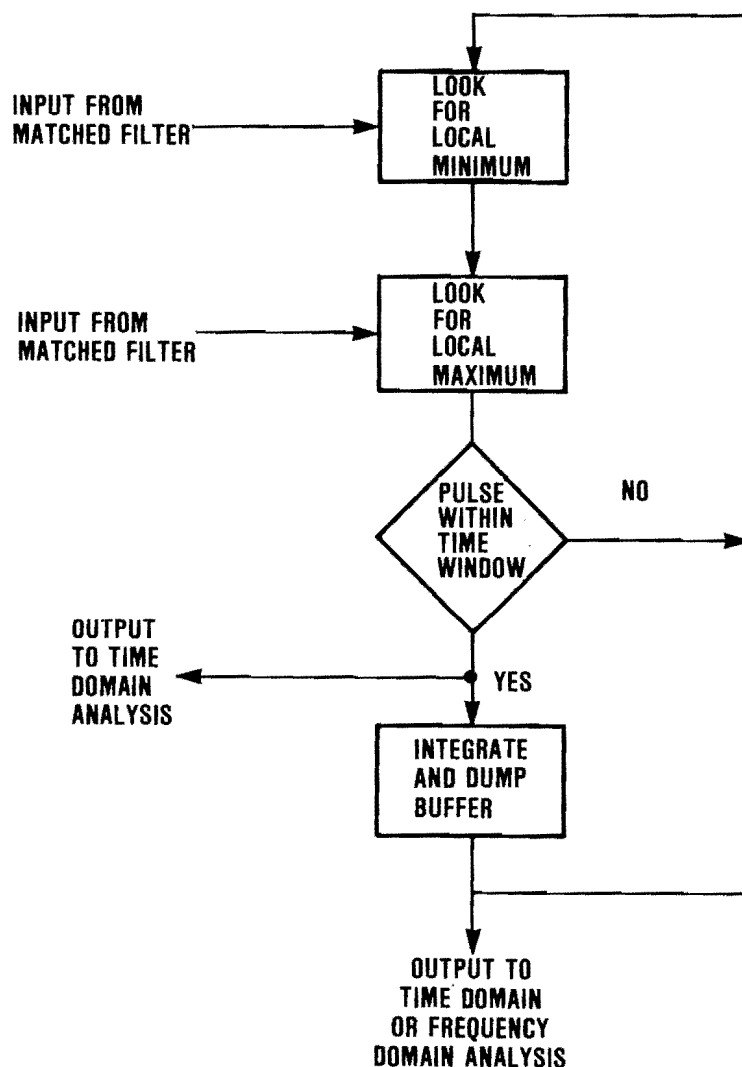 INPUT FROM
MATCHED FILTER
LOOK
FOR
LOCAL
MINIMUM
INPUT FROM
MATCHED FILTER
LOOK
FOR
LOCAL
MAXIMUM
PULSE
WITHIN
TIME
WINDOW
NO
OUTPUT
TO TIME
DOMAIN
ANALYSIS
YES
INTEGRATE
AND DUMP
BUFFER
OUTPUT TO
TIME DOMAIN
OR FREQUENCY
DOMAIN ANALYSIS